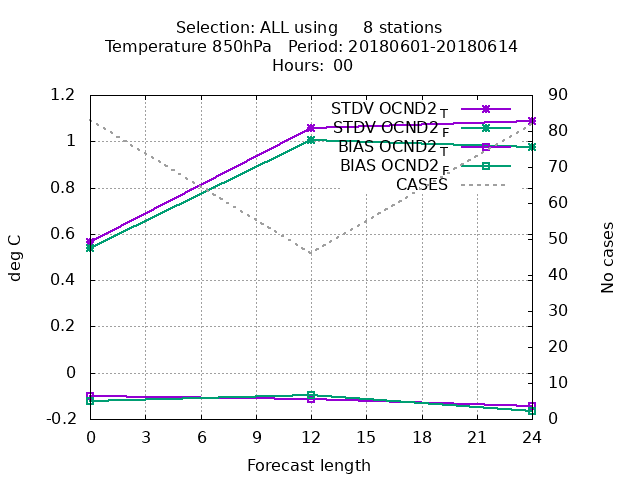 Selection: ALL using 8 stations
Temperature 850hPa Period: 20180601-20180614
Hours: 00
STDV OCND2_T
STDV OCND2_F
BIAS OCND2_T
BIAS OCND2_F
CASES
1.2
1
0.8
0.6
0.4
0.2
0
-0.2
deg C
90
80
70
60
50
40
30
20
10
0
No cases
0 3 6 9 12 15 18 21 24
Forecast length